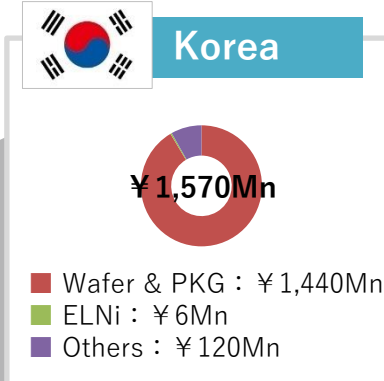 Korea
￥1,570Mn
Wafer & PKG：￥1,440Mn
ELNi：￥6Mn
Others：￥120Mn